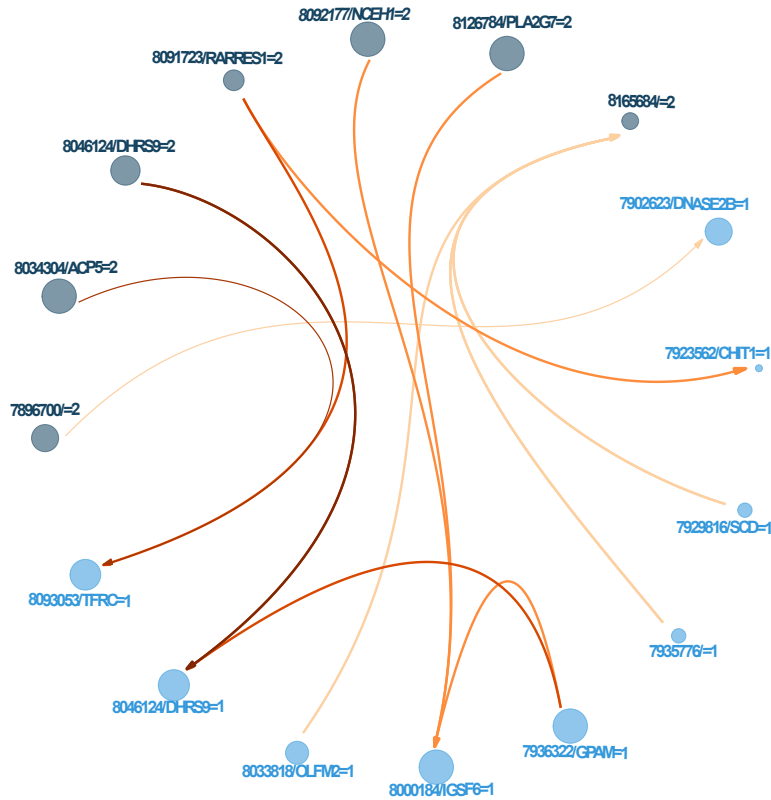 8092177/NCEH1=2
8126784/PLA2G7=2
8091723/RARRES1=2
8165684/=2
8046124/DHRS9=2
7902623/DNASE2B=1
8034304/ACP5=2
7923562/CHIT1=1
7896700/=2
7929816/SCD=1
8093053/TFRC=1
7935776/=1
8046124/DHRS9=1
7936322/GPAM=1
8033818/OLFM2=1
8000184/IGSF6=1